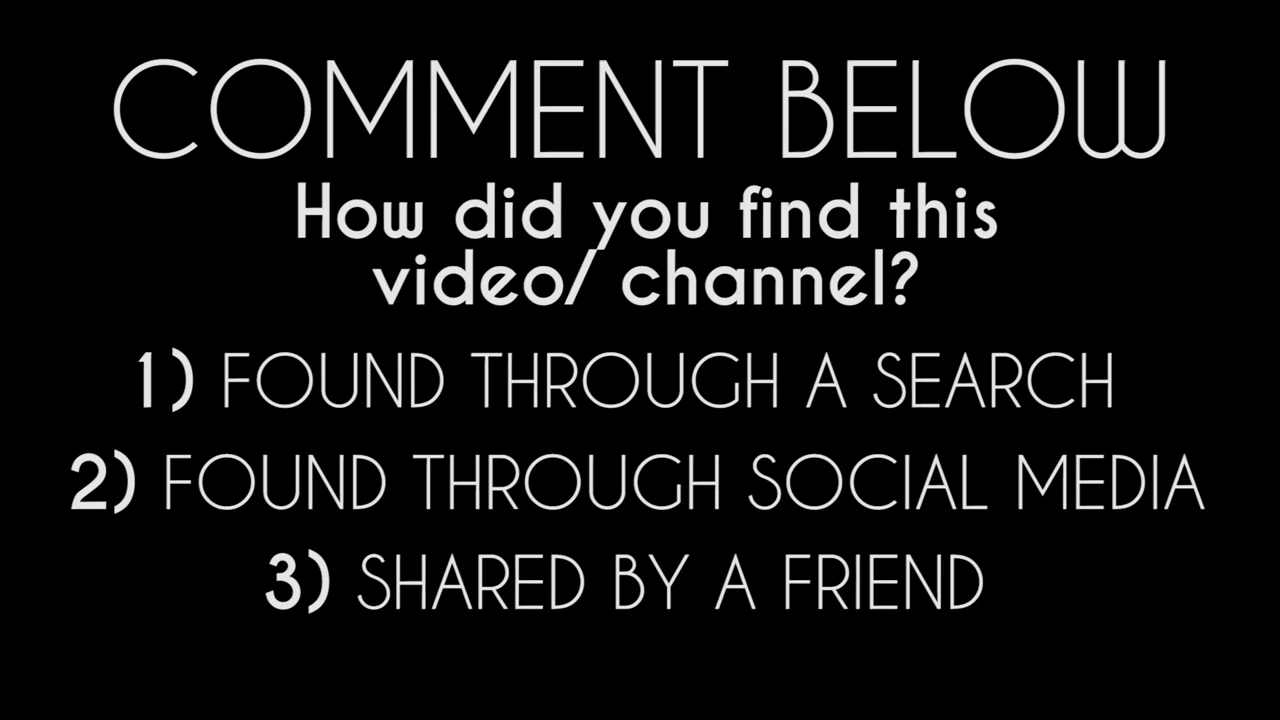 COMMENT BELOW
How did you find this
video/ channel?
1) FOUND THROUGH A SEARCH
2) FOUND THROUGH SOCIAL MEDIA
3) SHARED BY A FRIEND